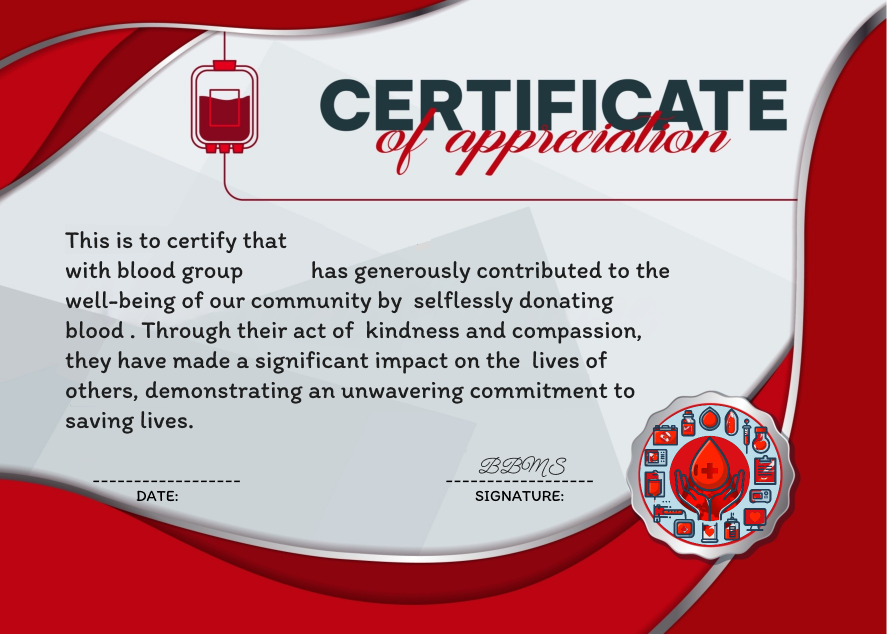 CERTIFICATE
of appreciation
This is to certify that
with blood group has generously contributed to the
well-being of our community by selflessly donating
blood . Through their act of kindness and compassion,
they have made a significant impact on the lives of
others, demonstrating an unwavering commitment to
saving lives.
BBMS
------------------ ------------------
DATE: SIGNATURE: